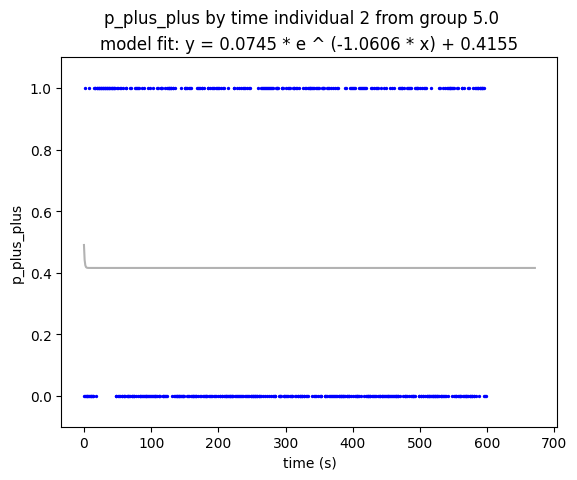 p_plus_plus by time individual 2 from group 5.0
model fit: y = 0.0745 * e ^ (-1.0606 * x) + 0.4155
1.0
0.8
0.6
0.4
0.2
0.0
p_plus_plus
0 100 200 300 400 500 600 700
time (s)